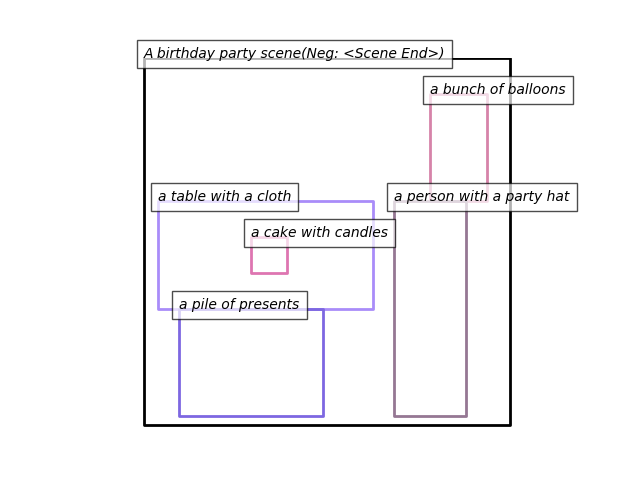 A birthday party scene(Neg: <Scene End>)
a bunch of balloons
a table with a cloth
a person with a party hat
a cake with candles
a pile of presents